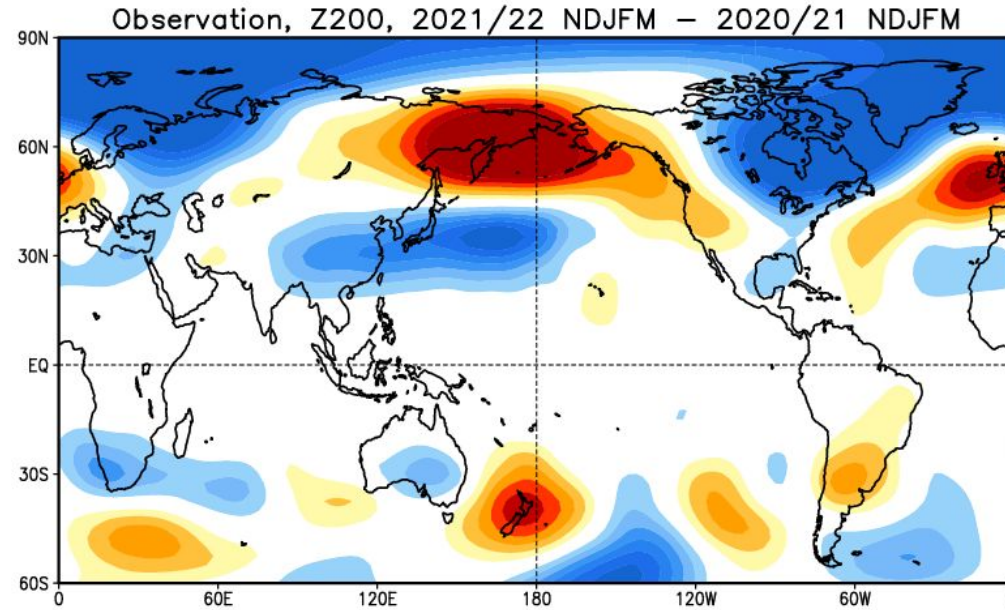 Observation, Z200, 2021/22 NDJFM – 2020/21 NDJFM
90N
60N
30N
EQ
30S
60S
0
60E
120E
180
120W
60W